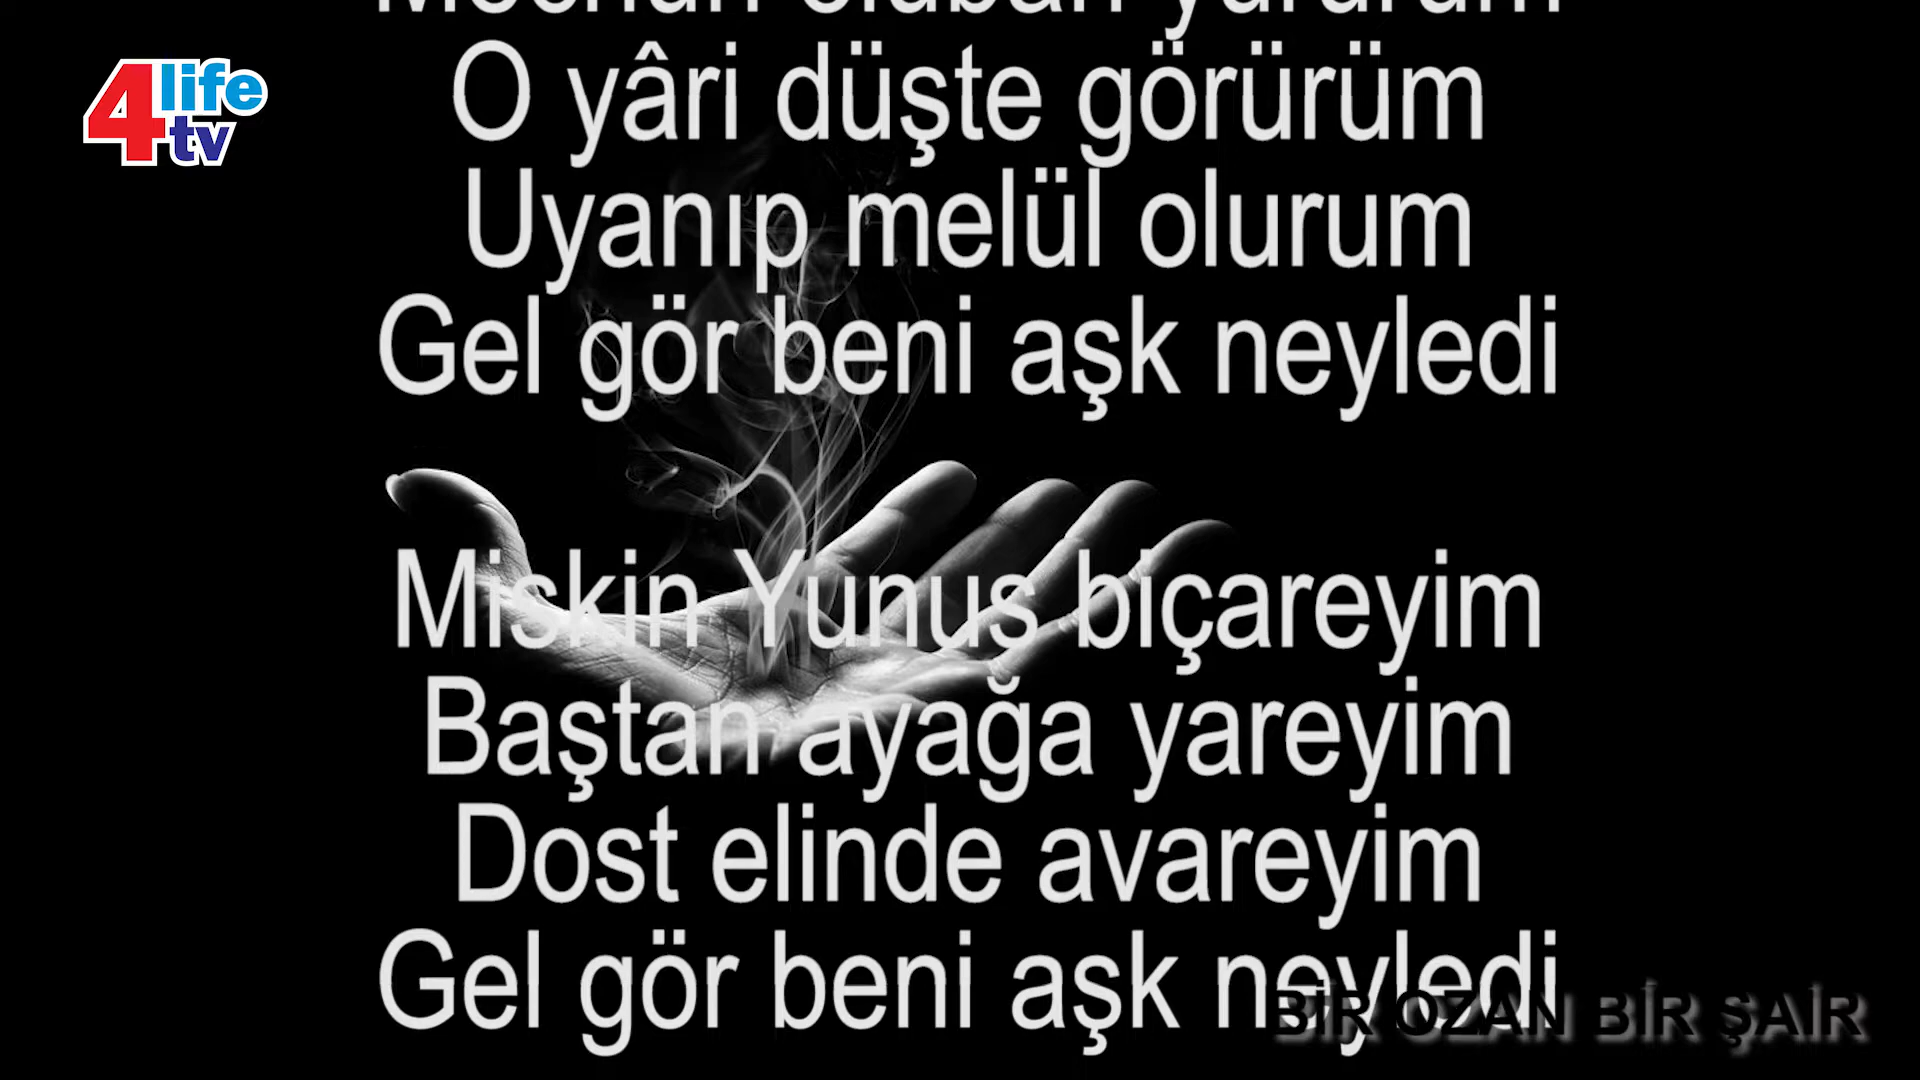 O yâri düşte görürüm
Uyanıp melül olurum
Gel gör beni aşk neyledi
Miskin Yunus biçareyim
Baştan ayağa yareyim
Dost elinde avareyim
Gel gör beni aşk neyledi
4 life tv
BİR OZAN BİR ŞAİR